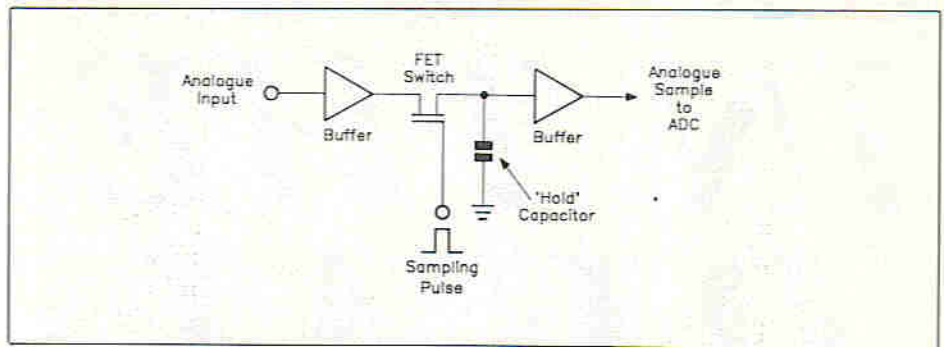 FET
Switch
Analogue
Input
Buffer
Buffer
Analogue
Sample
to
ADC
'Hold'
Capacitor
Sampling
Pulse